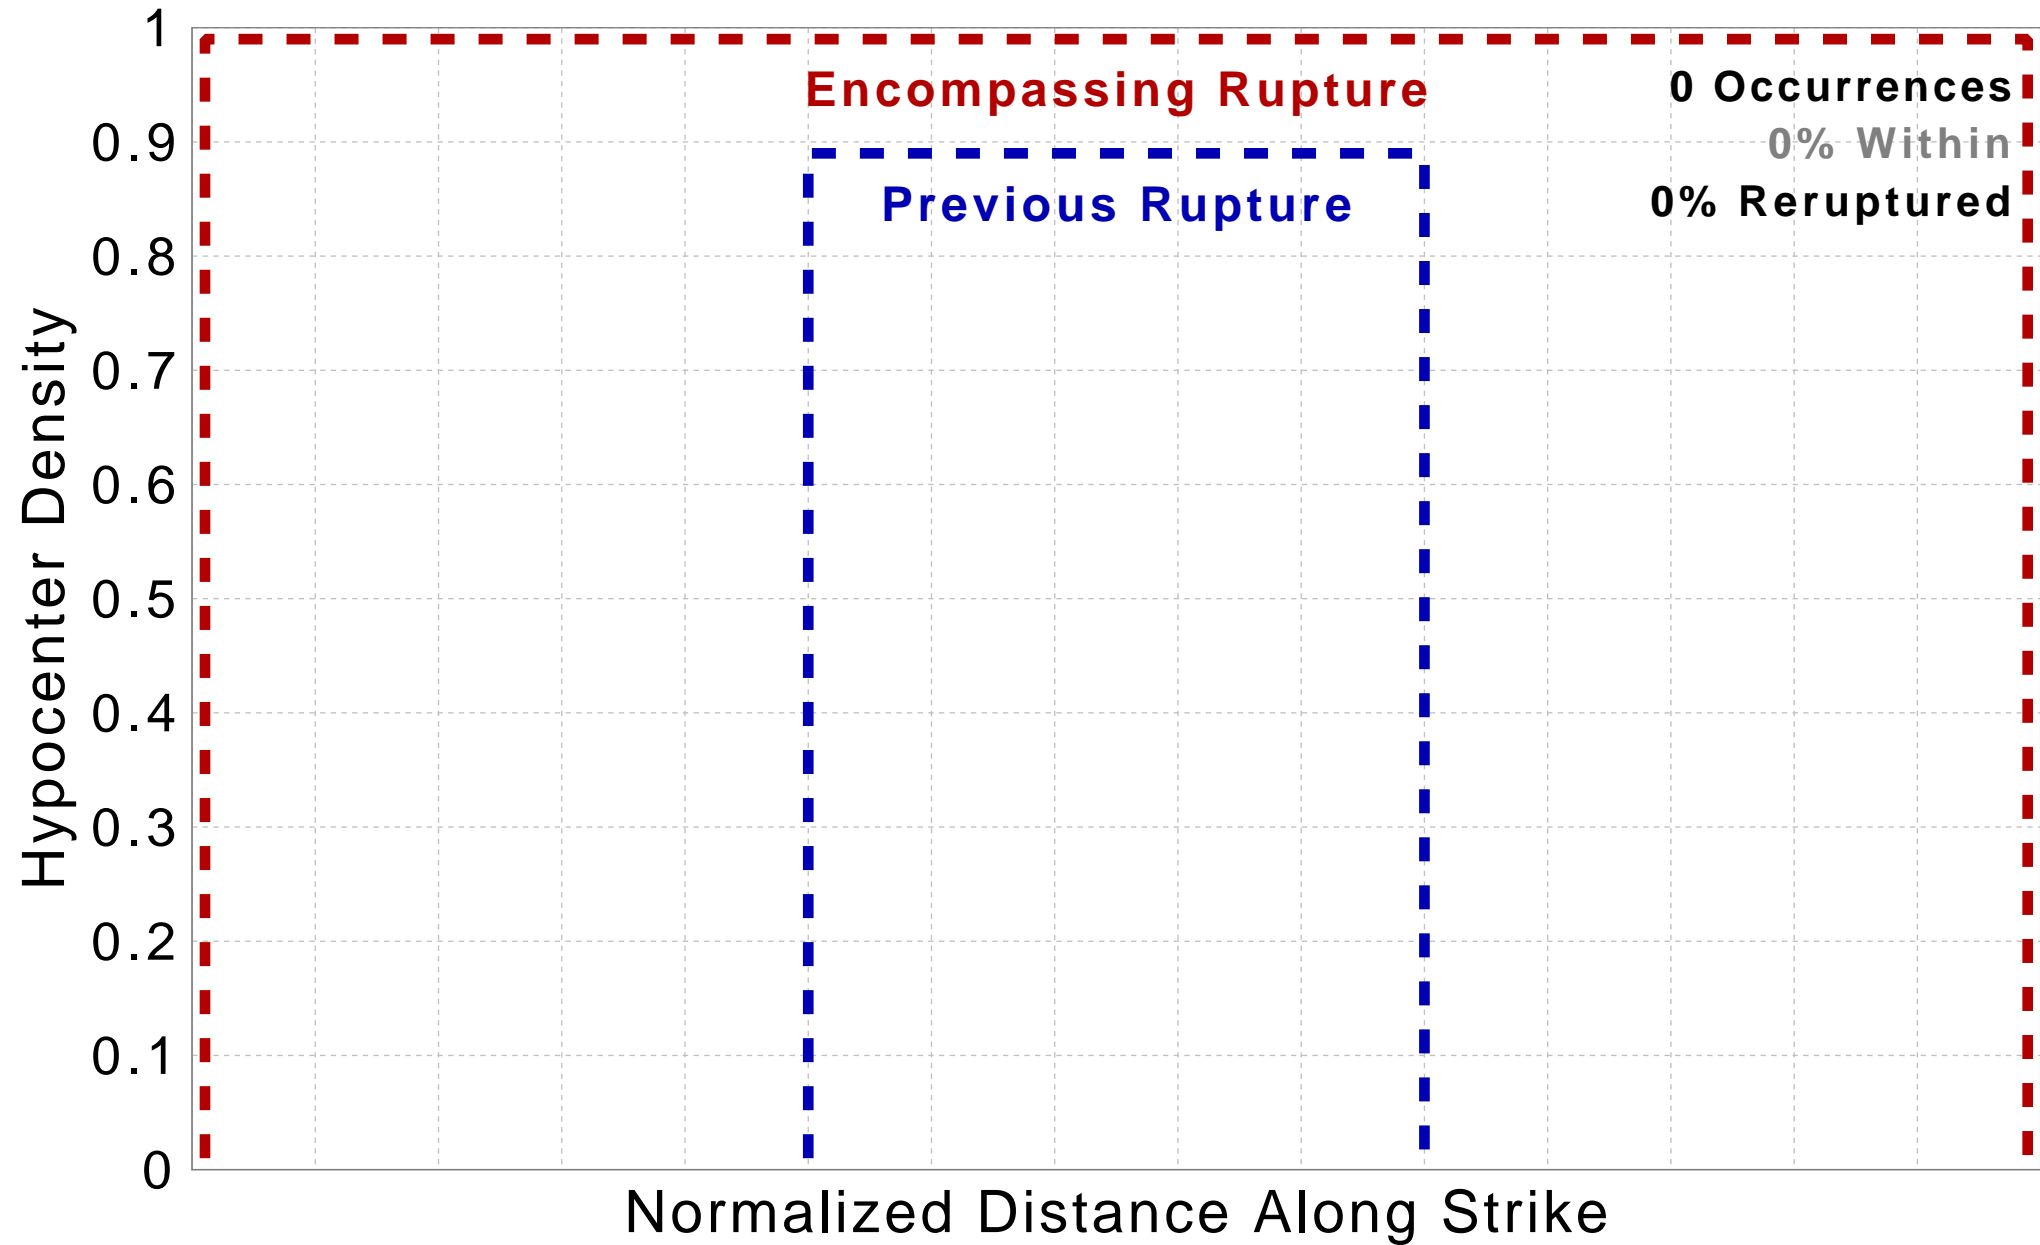 1
Encompassing Rupture
0 Occurrences
0.9
0% Within
Previous Rupture
0% Reruptured
0.8
0.7
0.6
0.5
0.4
0.3
0.2
0.1
0
Hypocenter Density
Normalized Distance Along Strike